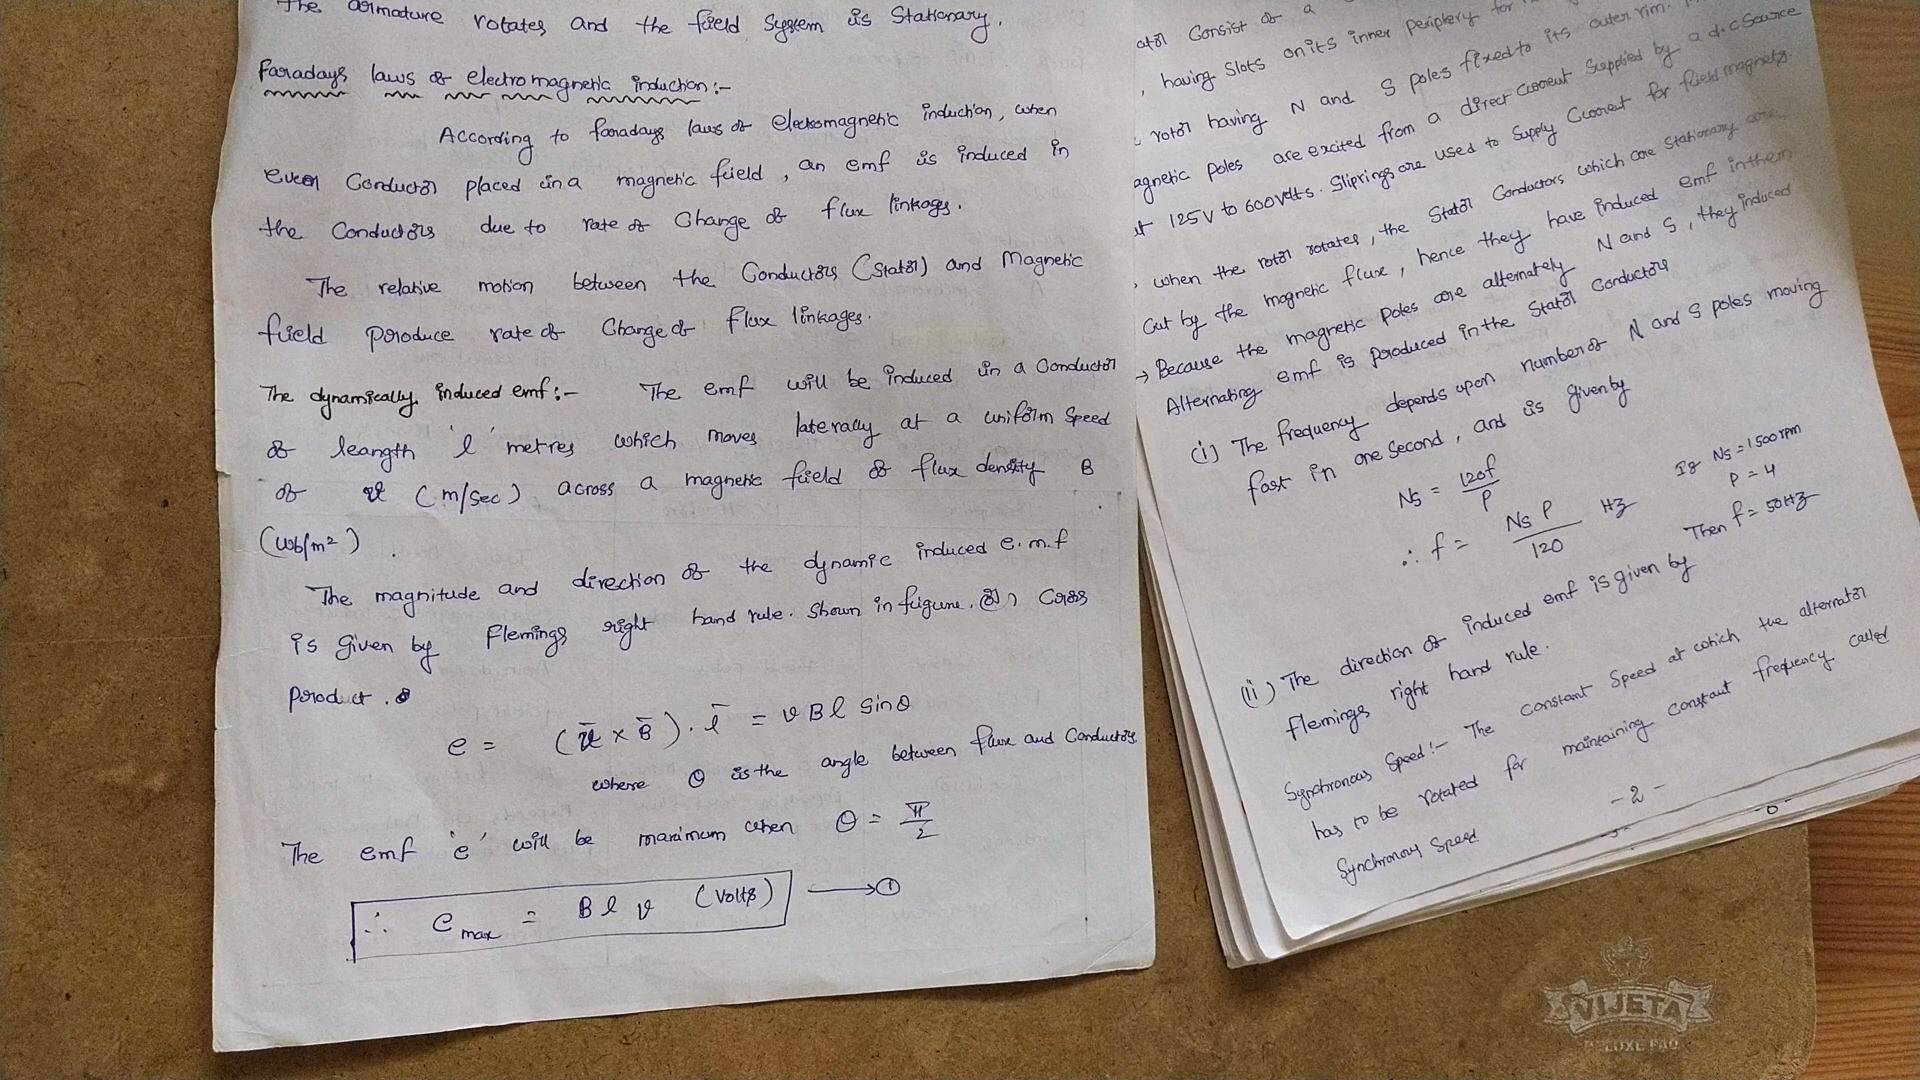 The armature rotates and the field system is Stationary.
faradays laws of electromagnetic induction:-
According to faradays laws of electromagnetic induction, when
ever Conductor placed in a magnetic field, an emf is induced in
the Conductors due to rate of Change of flux linkages.
The relative motion between the Conductors (Stator) and Magnetic
field produce rate of Change of flux linkages.
The dynamically induced emf:- The emf will be induced in a Conductor
of leangth 'l' metres which moves laterally at a uniform Speed
of v (m/sec) across a magnetic field of flux density B
(wb/m²).
The magnitude and direction of the dynamic induced e.m.f
is given by Flemings right hand rule. Shown in figure. Cross
product.
e = (v̄ × B̄). l̄ = v B l sinθ
where θ is the angle between flux and Conductors
The emf 'e' will be maximum when θ = π/2
∴ e max = B l v (Volts) → ①
ator Consist of a
, having Slots on its inner periphery for
rotor having N and S poles fixed to its outer rim.
agnetic poles are excited from a direct current Supplied by a d.c Source
at 125V to 600volts. Sliprings are used to Supply Current for field magnets.
when the rotor rotates, the Stator Conductors which are stationary are
Cut by the magnetic flux, hence they have induced emf in them
→ Because the magnetic poles are alternately N and S, they induced
Alternating emf is produced in the Stator Conductors
(i) The frequency depends upon number of N and S poles moving
fast in one second, and is given by
Ns = 120f/P
∴ f = Ns P/120 Hz
If Ns = 1500 rpm
P = 4
Then f = 50Hz
(ii) The direction of induced emf is given by
flemings right hand rule.
Synchronous Speed:- The constant Speed at which the alternator
has to be rotated for maintaining constant frequency called
Synchronous Speed
- 2 -
VIJETA
DELUXE PAD